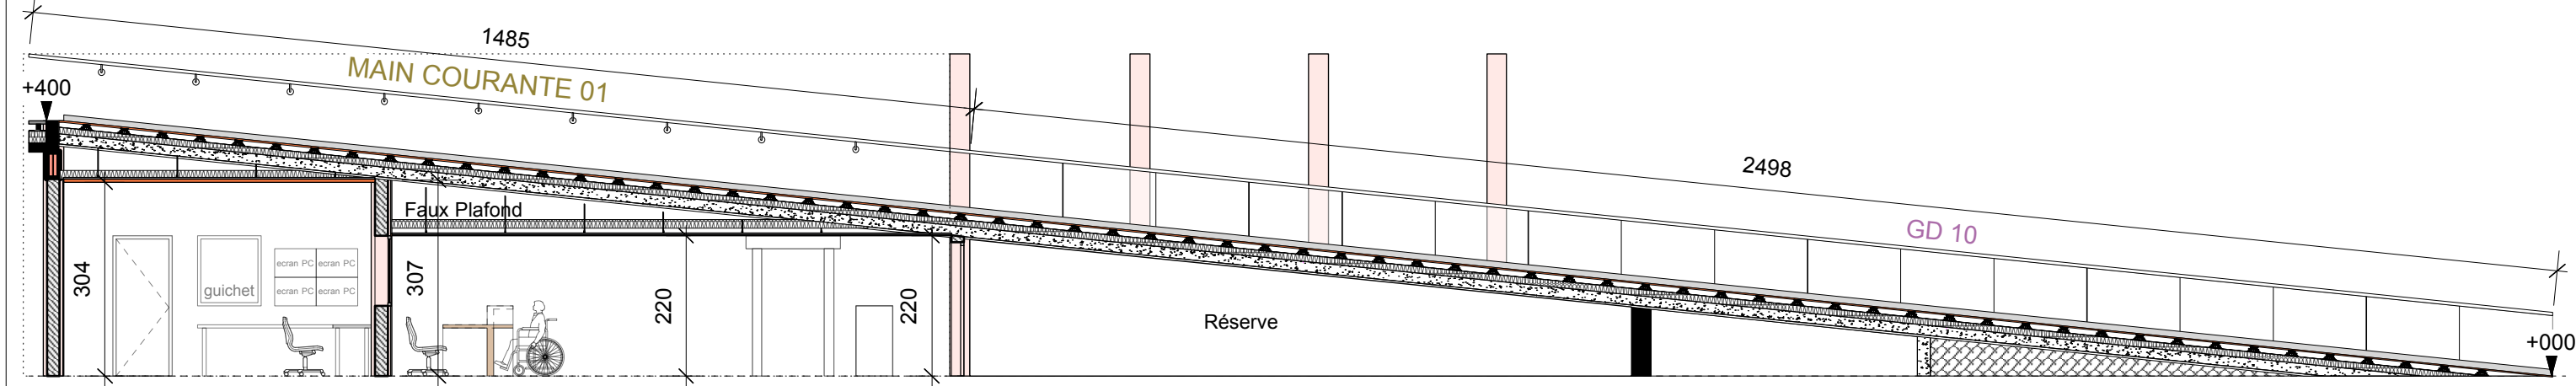 1485
MAIN COURANTE 01
+400
2498
GD 10
Faux Plafond
304
guichet
ecran PC ecran PC
ecran PC ecran PC
307
220
220
Réserve
+000